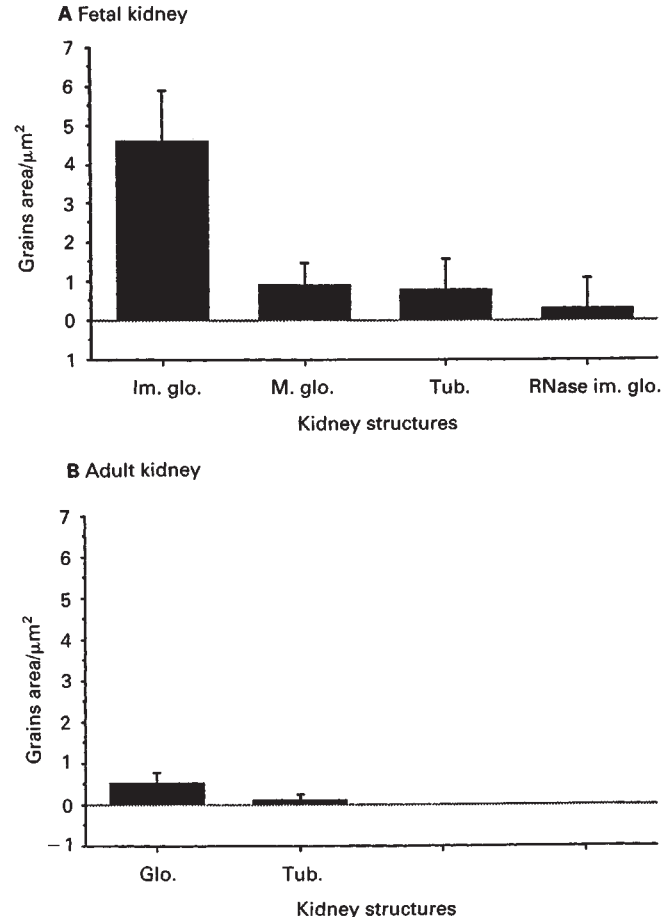 A Fetal kidney
7
6
5
4
3
2
1
0
1
Grains area/μm²
Im. glo. M. glo. Tub. RNase im. glo.
Kidney structures
B Adult kidney
7
6
5
4
3
2
1
0
−1
Grains area/μm²
Glo. Tub.
Kidney structures